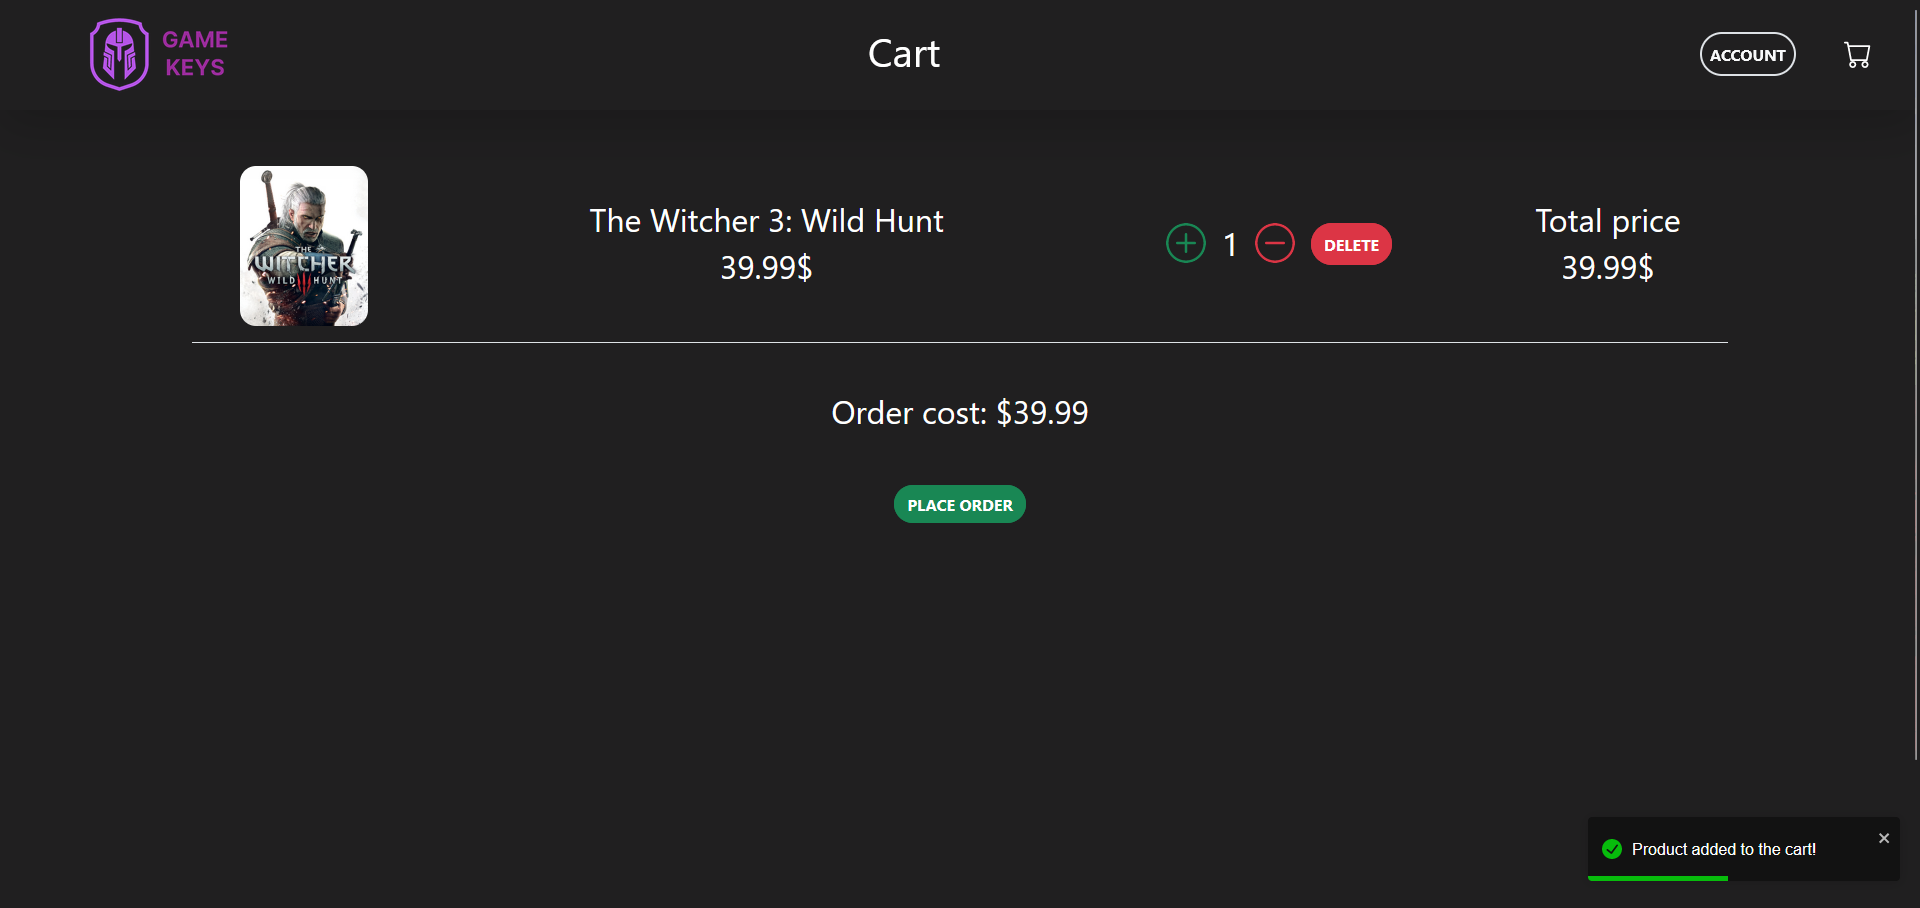 GAME
KEYS
Cart
ACCOUNT
THE
WITCHER
WILD HUNT
The Witcher 3: Wild Hunt
39.99$
1
DELETE
Total price
39.99$
Order cost: $39.99
PLACE ORDER
Product added to the cart!